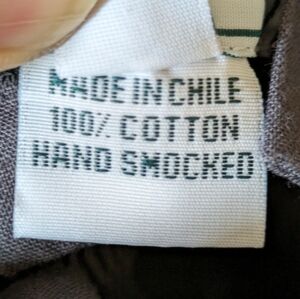 MADE IN CHILE
100% COTTON
HAND SMOCKED